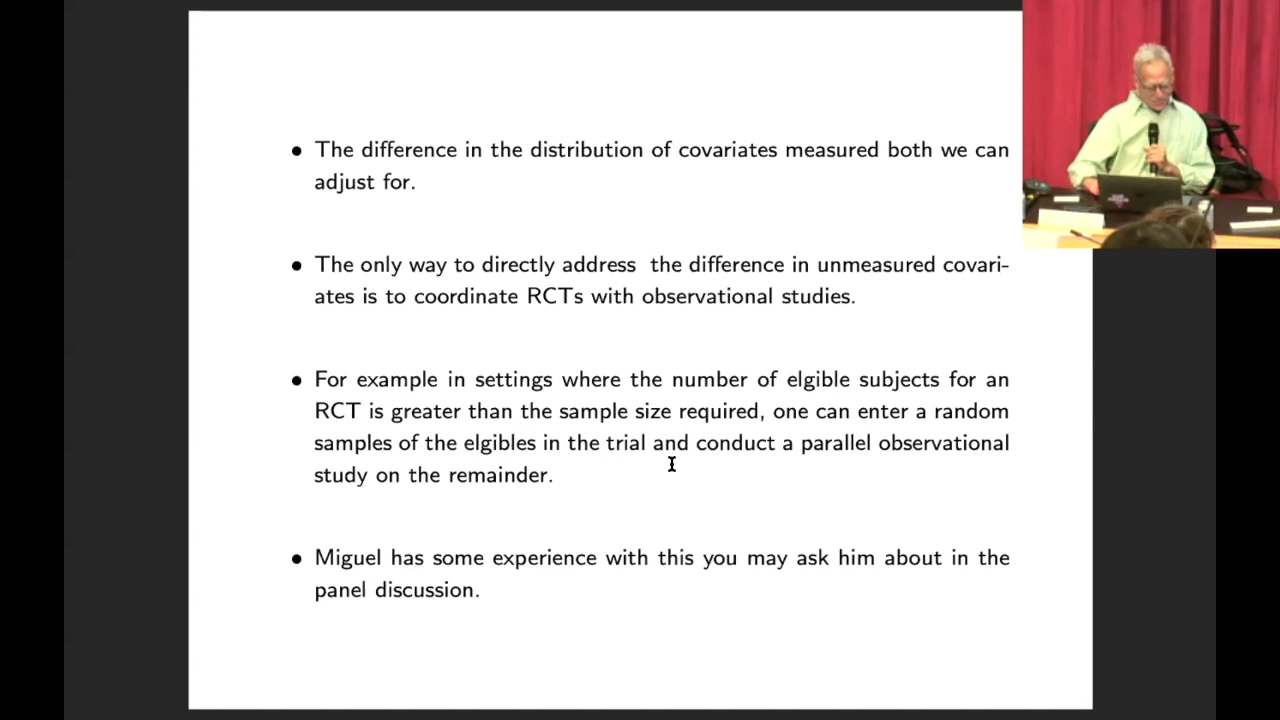 • The difference in the distribution of covariates measured both we can
adjust for.
• The only way to directly address the difference in unmeasured covari-
ates is to coordinate RCTs with observational studies.
• For example in settings where the number of elgible subjects for an
RCT is greater than the sample size required, one can enter a random
samples of the elgibles in the trial and conduct a parallel observational
study on the remainder.
• Miguel has some experience with this you may ask him about in the
panel discussion.